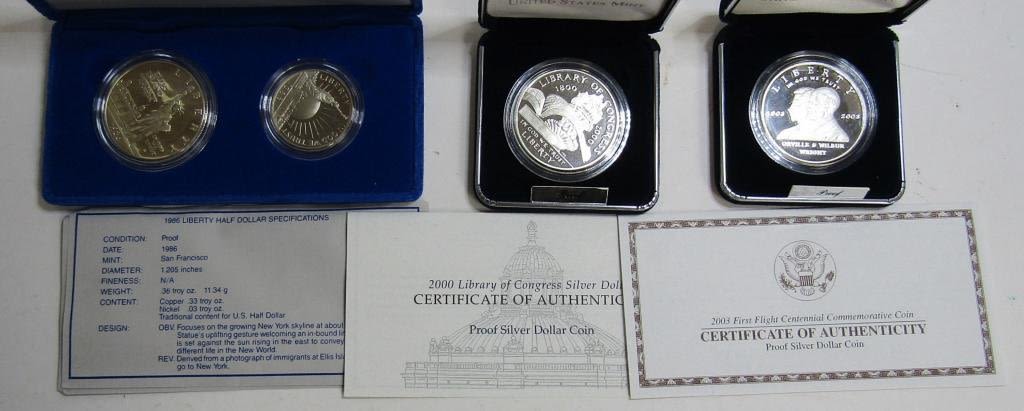 UNITED STATES MINT
LIBERTY
LIBERTY
IN GOD WE TRUST
LIBRARY OF CONGRESS
1800
2000
IN GOD WE TRUST
LIBERTY
Proof
LIBERTY
IN GOD WE TRUST
1903 2003
ORVILLE & WILBUR
WRIGHT
Proof
1986 LIBERTY HALF DOLLAR SPECIFICATIONS
CONDITION: Proof
DATE: 1986
MINT: San Francisco
DIAMETER: 1.205 inches
FINENESS: N/A
WEIGHT: .36 troy oz. 11.34 g
CONTENT: Copper .33 troy oz.
Nickel .03 troy oz.
Traditional content for U.S. Half Dollar
DESIGN: OBV. Focuses on the growing New York skyline at about
Statue's uplifting gesture welcoming an in-bound
is set against the sun rising in the east to convey
different life in the New World.
REV. Derived from a photograph of immigrants at Ellis
go to New York.
2000 Library of Congress Silver Doll
CERTIFICATE OF AUTHENTIC
Proof Silver Dollar Coin
2003 First Flight Centennial Commemorative Coin
CERTIFICATE OF AUTHENTICITY
Proof Silver Dollar Coin